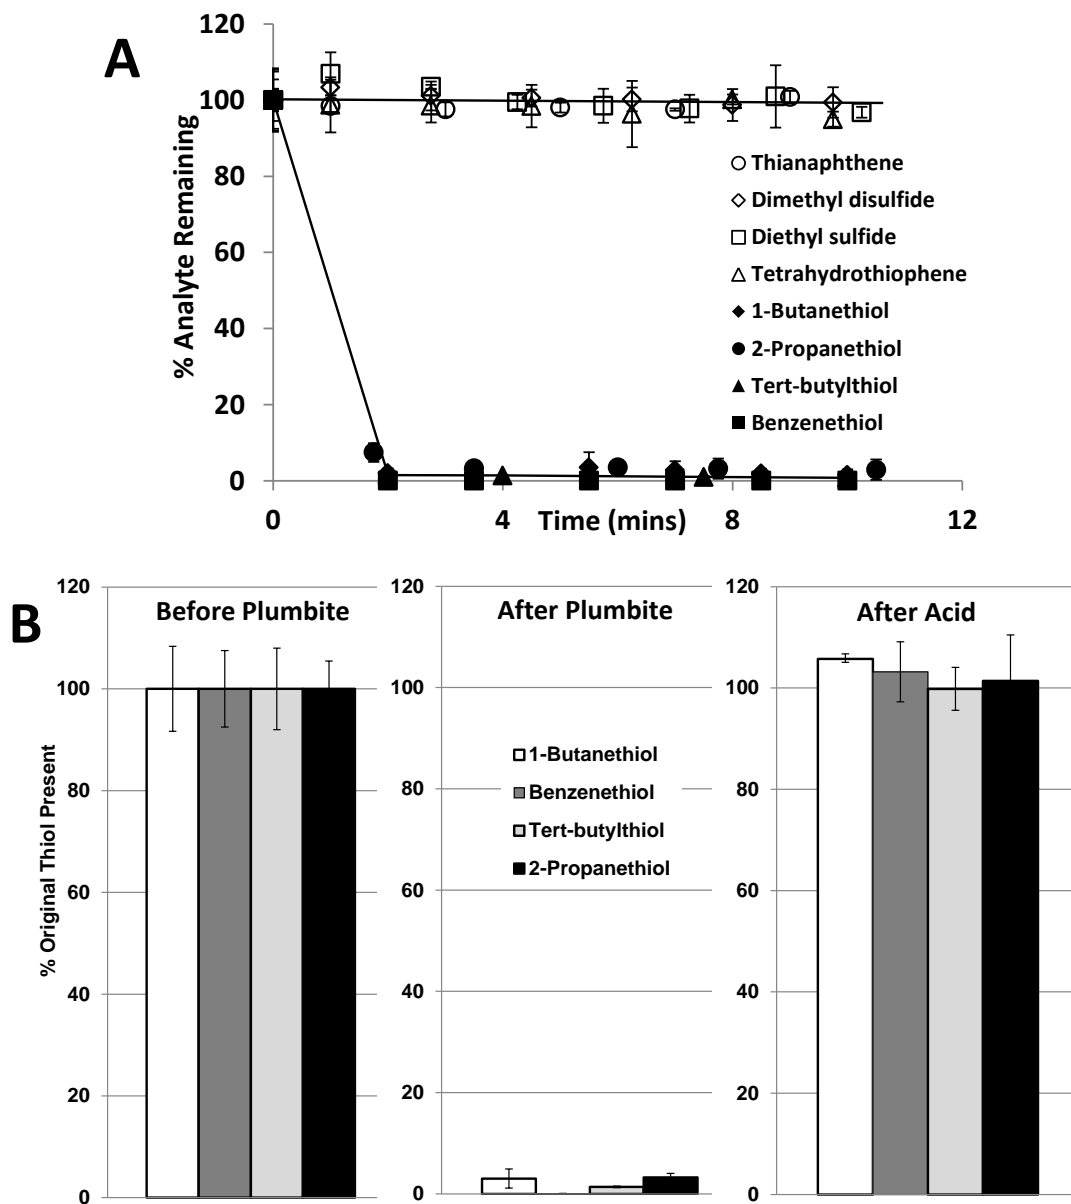 A
120
100
80
60
40
20
0
% Analyte Remaining
Thianaphthene
Dimethyl disulfide
Diethyl sulfide
Tetrahydrothiophene
1-Butanethiol
2-Propanethiol
Tert-butylthiol
Benzenethiol
0
4
Time (mins)
8
12
B
% Original Thiol Present
120
100
80
60
40
20
0
Before Plumbite
120
100
80
60
40
20
0
After Plumbite
1-Butanethiol
Benzenethiol
Tert-butylthiol
2-Propanethiol
120
100
80
60
40
20
0
After Acid